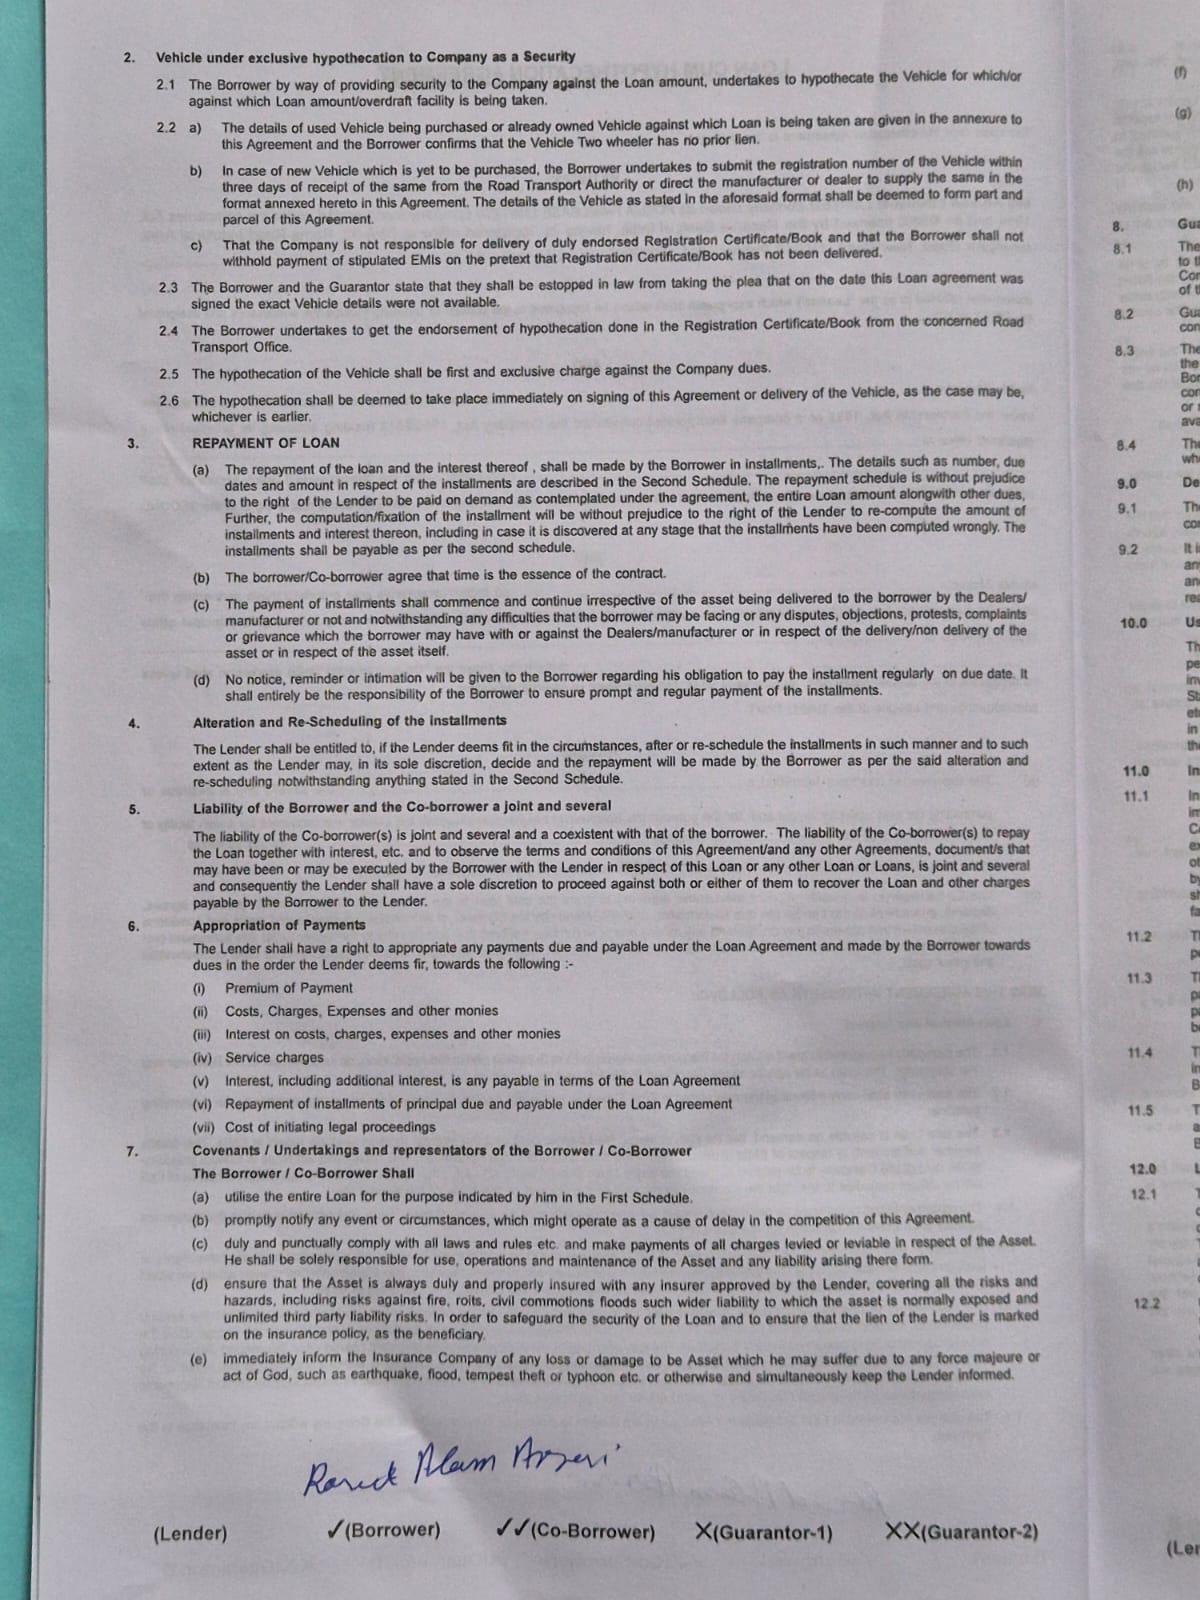 2. Vehicle under exclusive hypothecation to Company as a Security
2.1 The Borrower by way of providing security to the Company against the Loan amount, undertakes to hypothecate the Vehicle for which/or
against which Loan amount/overdraft facility is being taken.
2.2 a) The details of used Vehicle being purchased or already owned Vehicle against which Loan is being taken are given in the annexure to
this Agreement and the Borrower confirms that the Vehicle Two wheeler has no prior lien.
b) In case of new Vehicle which is yet to be purchased, the Borrower undertakes to submit the registration number of the Vehicle within
three days of receipt of the same from the Road Transport Authority or direct the manufacturer or dealer to supply the same in the
format annexed hereto in this Agreement. The details of the Vehicle as stated in the aforesaid format shall be deemed to form part and
parcel of this Agreement.
c) That the Company is not responsible for delivery of duly endorsed Registration Certificate/Book and that the Borrower shall not
withhold payment of stipulated EMIs on the pretext that Registration Certificate/Book has not been delivered.
2.3 The Borrower and the Guarantor state that they shall be estopped in law from taking the plea that on the date this Loan agreement was
signed the exact Vehicle details were not available.
2.4 The Borrower undertakes to get the endorsement of hypothecation done in the Registration Certificate/Book from the concerned Road
Transport Office.
2.5 The hypothecation of the Vehicle shall be first and exclusive charge against the Company dues.
2.6 The hypothecation shall be deemed to take place immediately on signing of this Agreement or delivery of the Vehicle, as the case may be,
whichever is earlier.
3. REPAYMENT OF LOAN
(a) The repayment of the loan and the interest thereof , shall be made by the Borrower in installments,. The details such as number, due
dates and amount in respect of the installments are described in the Second Schedule. The repayment schedule is without prejudice
to the right of the Lender to be paid on demand as contemplated under the agreement, the entire Loan amount alongwith other dues,
Further, the computation/fixation of the installment will be without prejudice to the right of the Lender to re-compute the amount of
installments and interest thereon, including in case it is discovered at any stage that the installments have been computed wrongly. The
installments shall be payable as per the second schedule.
(b) The borrower/Co-borrower agree that time is the essence of the contract.
(c) The payment of installments shall commence and continue irrespective of the asset being delivered to the borrower by the Dealers/
manufacturer or not and notwithstanding any difficulties that the borrower may be facing or any disputes, objections, protests, complaints
or grievance which the borrower may have with or against the Dealers/manufacturer or in respect of the delivery/non delivery of the
asset or in respect of the asset itself.
(d) No notice, reminder or intimation will be given to the Borrower regarding his obligation to pay the installment regularly on due date. It
shall entirely be the responsibility of the Borrower to ensure prompt and regular payment of the installments.
4. Alteration and Re-Scheduling of the installments
The Lender shall be entitled to, if the Lender deems fit in the circumstances, after or re-schedule the installments in such manner and to such
extent as the Lender may, in its sole discretion, decide and the repayment will be made by the Borrower as per the said alteration and
re-scheduling notwithstanding anything stated in the Second Schedule.
5. Liability of the Borrower and the Co-borrower a joint and several
The liability of the Co-borrower(s) is joint and several and a coexistent with that of the borrower. The liability of the Co-borrower(s) to repay
the Loan together with interest, etc. and to observe the terms and conditions of this Agreement/and any other Agreements, document/s that
may have been or may be executed by the Borrower with the Lender in respect of this Loan or any other Loan or Loans, is joint and several
and consequently the Lender shall have a sole discretion to proceed against both or either of them to recover the Loan and other charges
payable by the Borrower to the Lender.
6. Appropriation of Payments
The Lender shall have a right to appropriate any payments due and payable under the Loan Agreement and made by the Borrower towards
dues in the order the Lender deems fir, towards the following :-
(i) Premium of Payment
(ii) Costs, Charges, Expenses and other monies
(iii) Interest on costs, charges, expenses and other monies
(iv) Service charges
(v) Interest, including additional interest, is any payable in terms of the Loan Agreement
(vi) Repayment of installments of principal due and payable under the Loan Agreement
(vii) Cost of initiating legal proceedings
7. Covenants / Undertakings and representators of the Borrower / Co-Borrower
The Borrower / Co-Borrower Shall
(a) utilise the entire Loan for the purpose indicated by him in the First Schedule.
(b) promptly notify any event or circumstances, which might operate as a cause of delay in the competition of this Agreement.
(c) duly and punctually comply with all laws and rules etc. and make payments of all charges levied or leviable in respect of the Asset.
He shall be solely responsible for use, operations and maintenance of the Asset and any liability arising there form.
(d) ensure that the Asset is always duly and properly insured with any insurer approved by the Lender, covering all the risks and
hazards, including risks against fire, roits, civil commotions floods such wider liability to which the asset is normally exposed and
unlimited third party liability risks. In order to safeguard the security of the Loan and to ensure that the lien of the Lender is marked
on the insurance policy, as the beneficiary.
(e) immediately inform the Insurance Company of any loss or damage to be Asset which he may suffer due to any force majeure or
act of God, such as earthquake, flood, tempest theft or typhoon etc. or otherwise and simultaneously keep the Lender informed.
Alam
(Lender) ✓(Borrower) ✓✓(Co-Borrower) X(Guarantor-1) XX(Guarantor-2)
(f)
(g)
(h)
8.
8.1 The
8.2
8.3 The
the
8.4
9.0
9.1
9.2
10.0
11.0
11.1
11.2
11.3
11.4
11.5
12.0
12.1
12.2